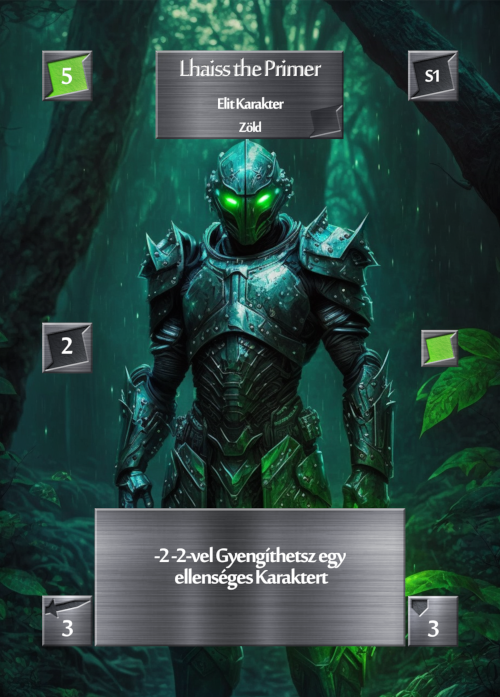 5
Lhaiss the Primer
S1
Elit Karakter
Zöld
2
-2 -2-vel Gyengíthetsz egy
ellenséges Karaktert
3
3